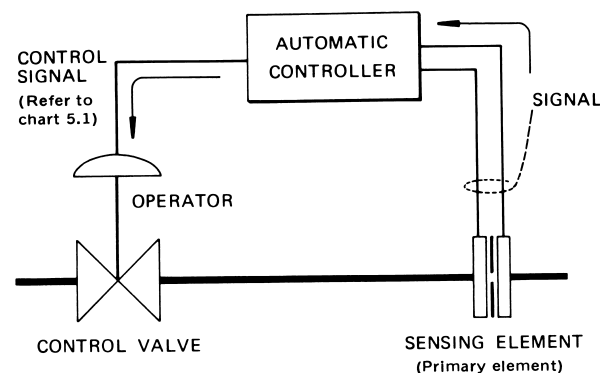 AUTOMATIC
CONTROLLER
CONTROL
SIGNAL
(Refer to
chart 5.1)
SIGNAL
OPERATOR
CONTROL VALVE
SENSING ELEMENT
(Primary element)